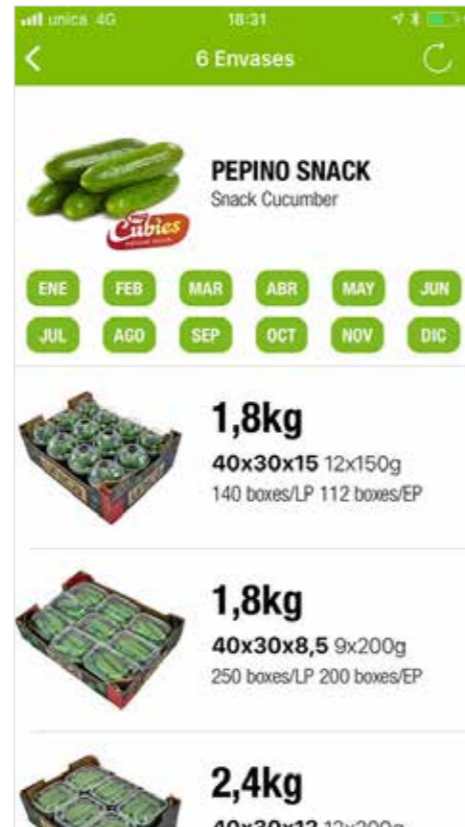 unica 4G 18:31
6 Envases
PEPINO SNACK
Snack Cucumber
Cubies
ENE FEB MAR ABR MAY JUN
JUL AGO SEP OCT NOV DIC
1,8kg
40x30x15 12x150g
140 boxes/LP 112 boxes/EP
1,8kg
40x30x8,5 9x200g
250 boxes/LP 200 boxes/EP
2,4kg
40x30x12 12x200g